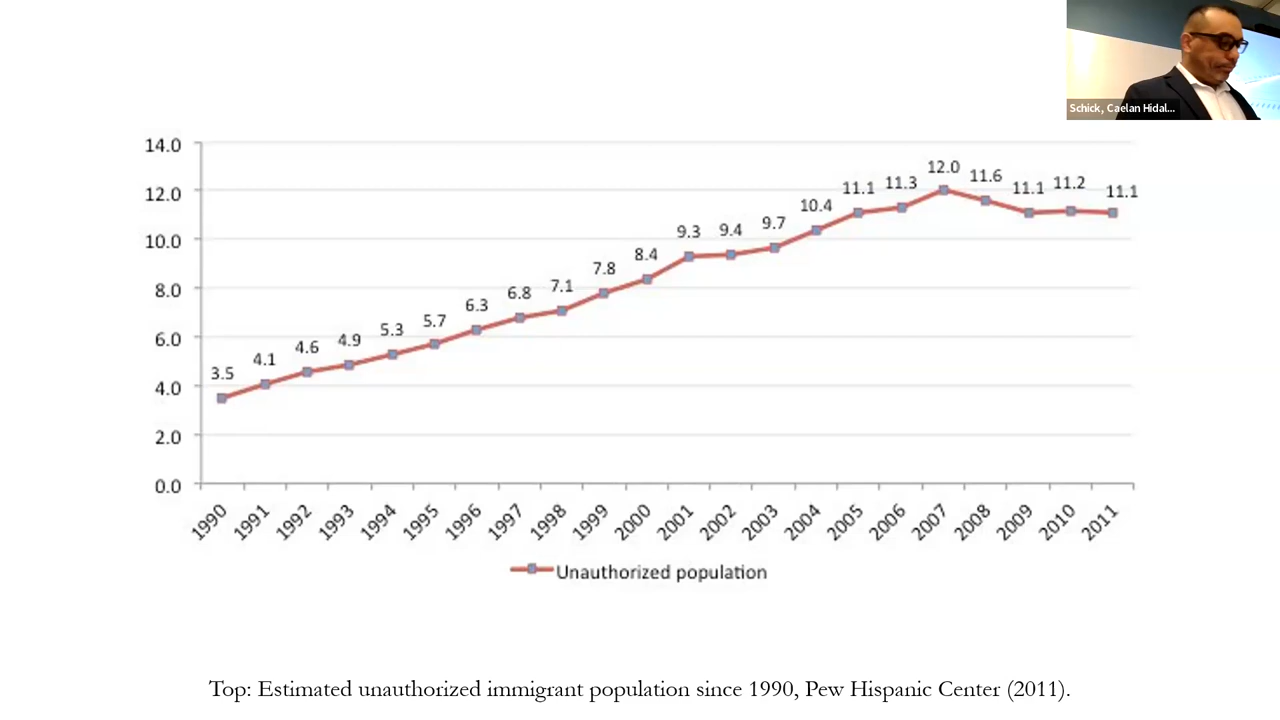 Schick, Caelan Hidal...
14.0
12.0
10.0
8.0
6.0
4.0
2.0
0.0
3.5 4.1 4.6 4.9 5.3 5.7 6.3 6.8 7.1 7.8 8.4 9.3 9.4 9.7 10.4 11.1 11.3 12.0 11.6 11.1 11.2 11.1
1990 1991 1992 1993 1994 1995 1996 1997 1998 1999 2000 2001 2002 2003 2004 2005 2006 2007 2008 2009 2010 2011
Unauthorized population
Top: Estimated unauthorized immigrant population since 1990, Pew Hispanic Center (2011).